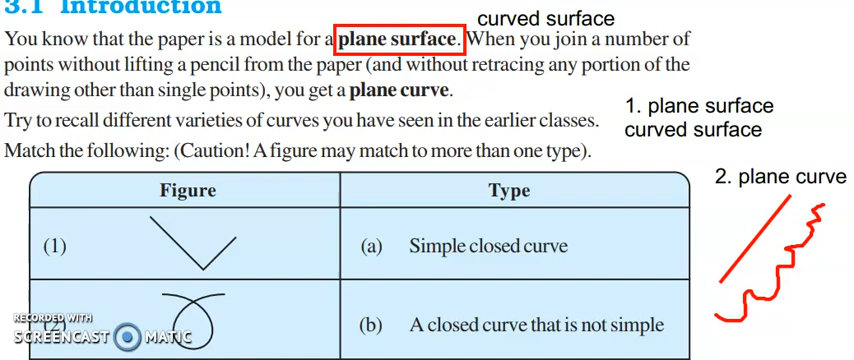 3.1 Introduction
curved surface
You know that the paper is a model for a plane surface. When you join a number of
points without lifting a pencil from the paper (and without retracing any portion of the
drawing other than single points), you get a plane curve.
1. plane surface
curved surface
Try to recall different varieties of curves you have seen in the earlier classes.
Match the following: (Caution! A figure may match to more than one type).
2. plane curve
Figure Type
(1) (a) Simple closed curve
(2) (b) A closed curve that is not simple
RECORDED WITH
SCREENCAST MATIC